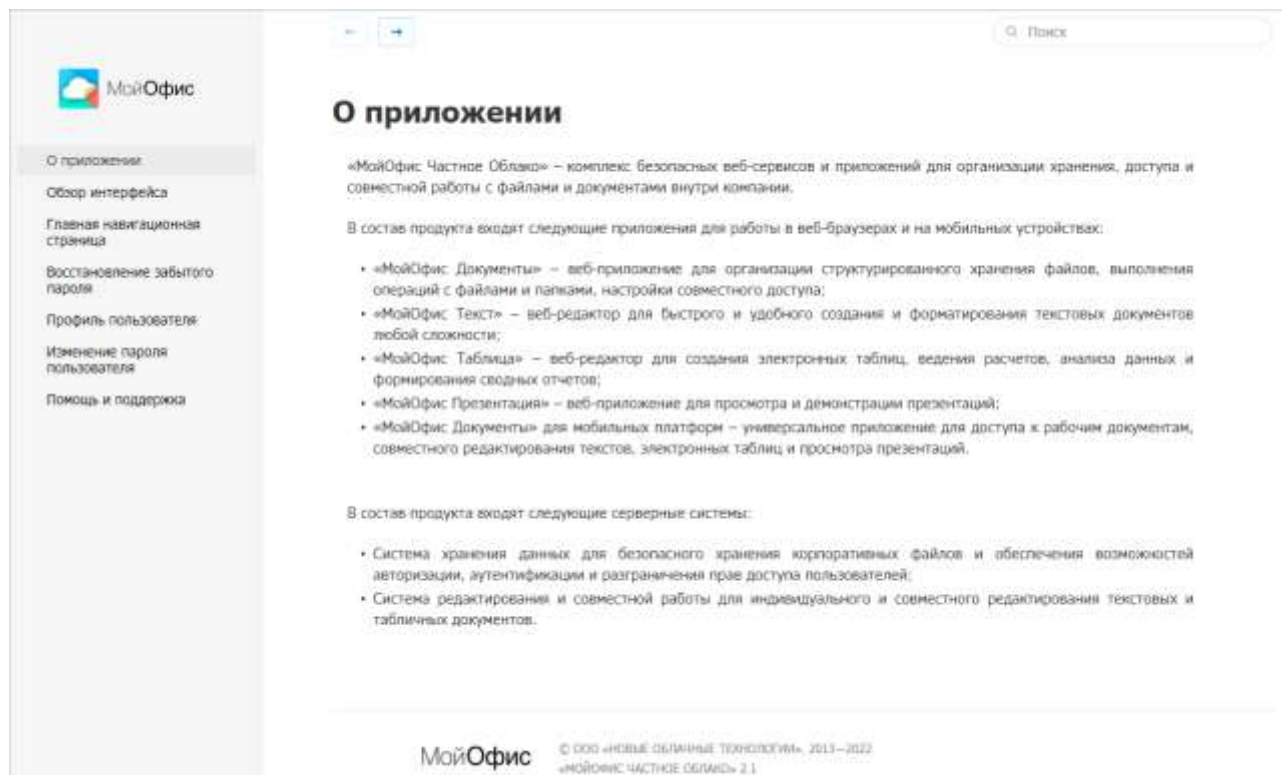 ← →
Поиск
МойОфис
О приложении
Обзор интерфейса
Главная навигационная
страница
Восстановление забытого
пароля
Профиль пользователя
Изменение пароля
пользователя
Помощь и поддержка
О приложении
«МойОфис Частное Облако» – комплекс безопасных веб-сервисов и приложений для организации хранения, доступа и
совместной работы с файлами и документами внутри компании.
В состав продукта входят следующие приложения для работы в веб-браузерах и на мобильных устройствах:
• «МойОфис Документы» – веб-приложение для организации структурированного хранения файлов, выполнения
операций с файлами и папками, настройки совместного доступа;
• «МойОфис Текст» – веб-редактор для быстрого и удобного создания и форматирования текстовых документов
любой сложности;
• «МойОфис Таблица» – веб-редактор для создания электронных таблиц, ведения расчетов, анализа данных и
формирования сводных отчетов;
• «МойОфис Презентация» – веб-приложение для просмотра и демонстрации презентаций;
• «МойОфис Документы» для мобильных платформ – универсальное приложение для доступа к рабочим документам,
совместного редактирования текстов, электронных таблиц и просмотра презентаций.
В состав продукта входят следующие серверные системы:
• Система хранения данных для безопасного хранения корпоративных файлов и обеспечения возможностей
авторизации, аутентификации и разграничения прав доступа пользователей;
• Система редактирования и совместной работы для индивидуального и совместного редактирования текстовых и
табличных документов.
МойОфис
© ООО «НОВЫЕ ОБЛАЧНЫЕ ТЕХНОЛОГИИ», 2013–2022
«МОЙОФИС ЧАСТНОЕ ОБЛАКО» 2.1